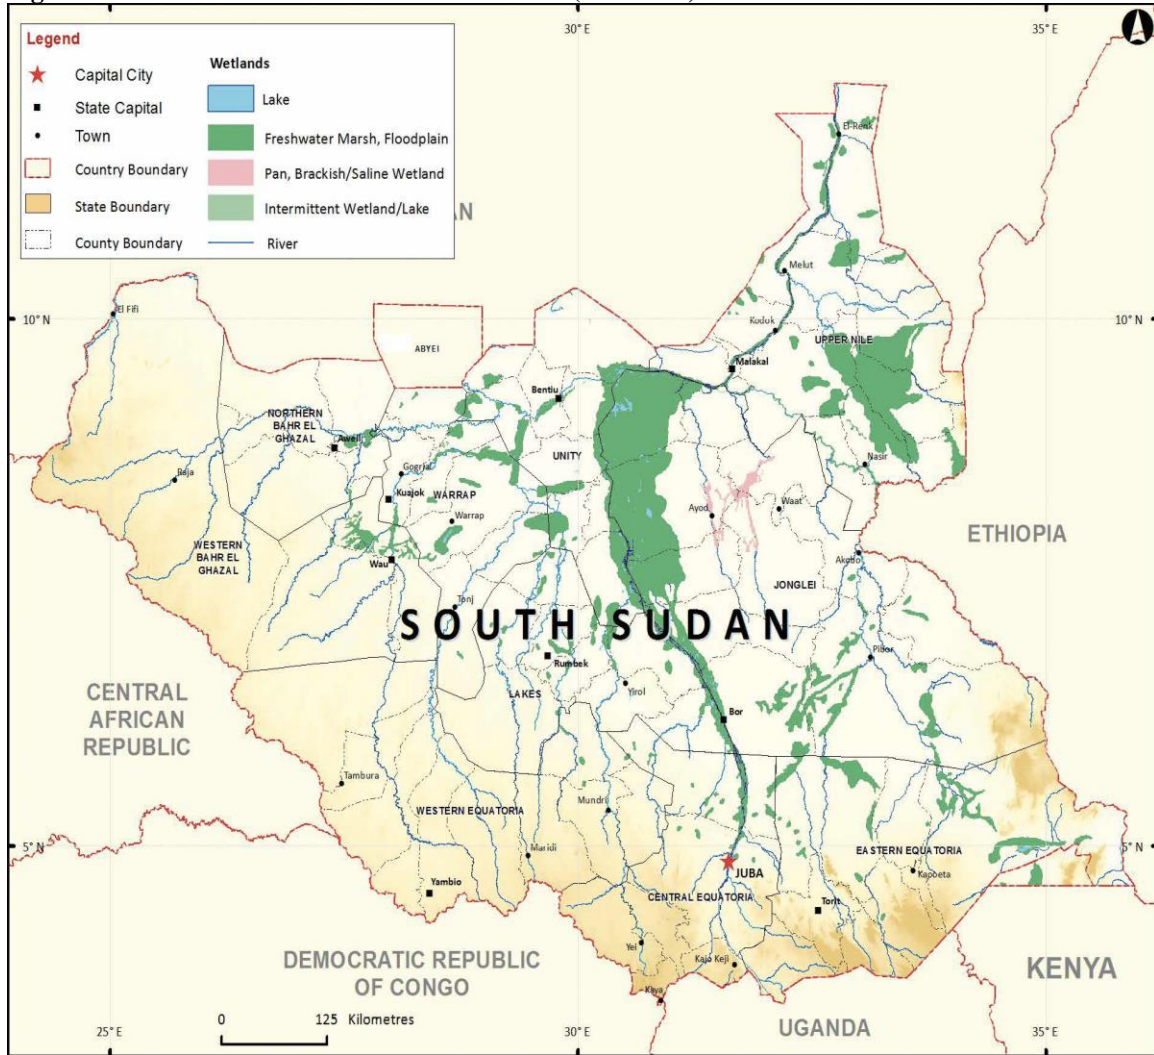 30° E
35° E
Legend
Capital City
State Capital
Town
Country Boundary
State Boundary
County Boundary
Wetlands
Lake
Freshwater Marsh, Floodplain
Pan, Brackish/Saline Wetland
Intermittent Wetland/Lake
River
AN
El-Renk
Melut
10° N
El Fifi
Kodok
10° N
UPPER NILE
ABYEI
Malakal
Bentiu
NORTHERN
BAHR EL
GHAZAL
Aweil
UNITY
Nasir
Raja
Gogrial
Kuajok
WARRAP
Warrap
Ayod
Waat
ETHIOPIA
WESTERN
BAHR EL
GHAZAL
Wau
Akobo
JONGLEI
Tonj
SOUTH SUDAN
Rumbek
Pibor
CENTRAL
AFRICAN
REPUBLIC
LAKES
Yirol
Bor
Tambura
WESTERN EQUATORIA
Mundri
5° N
Maridi
EASTERN EQUATORIA
5° N
JUBA
Kapoeta
Yambio
CENTRAL EQUATORIA
Torit
Yei
Kajo Keji
DEMOCRATIC REPUBLIC
OF CONGO
KENYA
Kaya
0 125 Kilometres
UGANDA
25° E
30° E
35° E